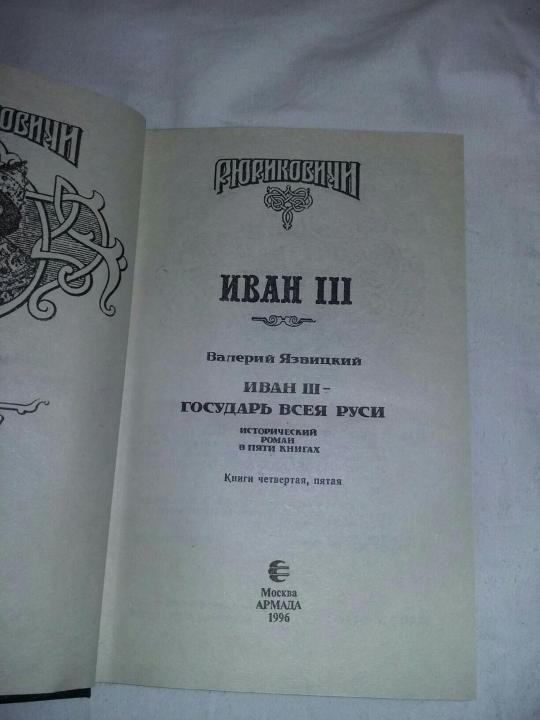 РЮРИКОВИЧИ
ИВАН III
Валерий Язвицкий
ИВАН III –
ГОСУДАРЬ ВСЕЯ РУСИ
ИСТОРИЧЕСКИЙ
РОМАН
В ПЯТИ КНИГАХ
Книги четвертая, пятая
Москва
АРМАДА
1996